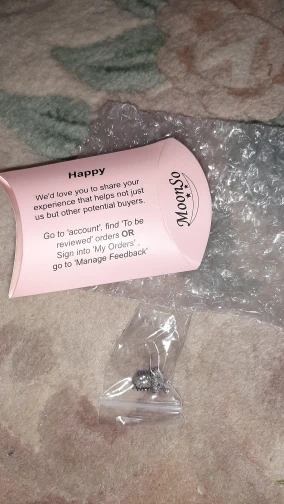 Happy
We'd love you to share your
experience that helps not just
us but other potential buyers.
Go to 'account', find 'To be
reviewed' orders OR
Sign into 'My Orders',
go to 'Manage Feedback'
MoonSo